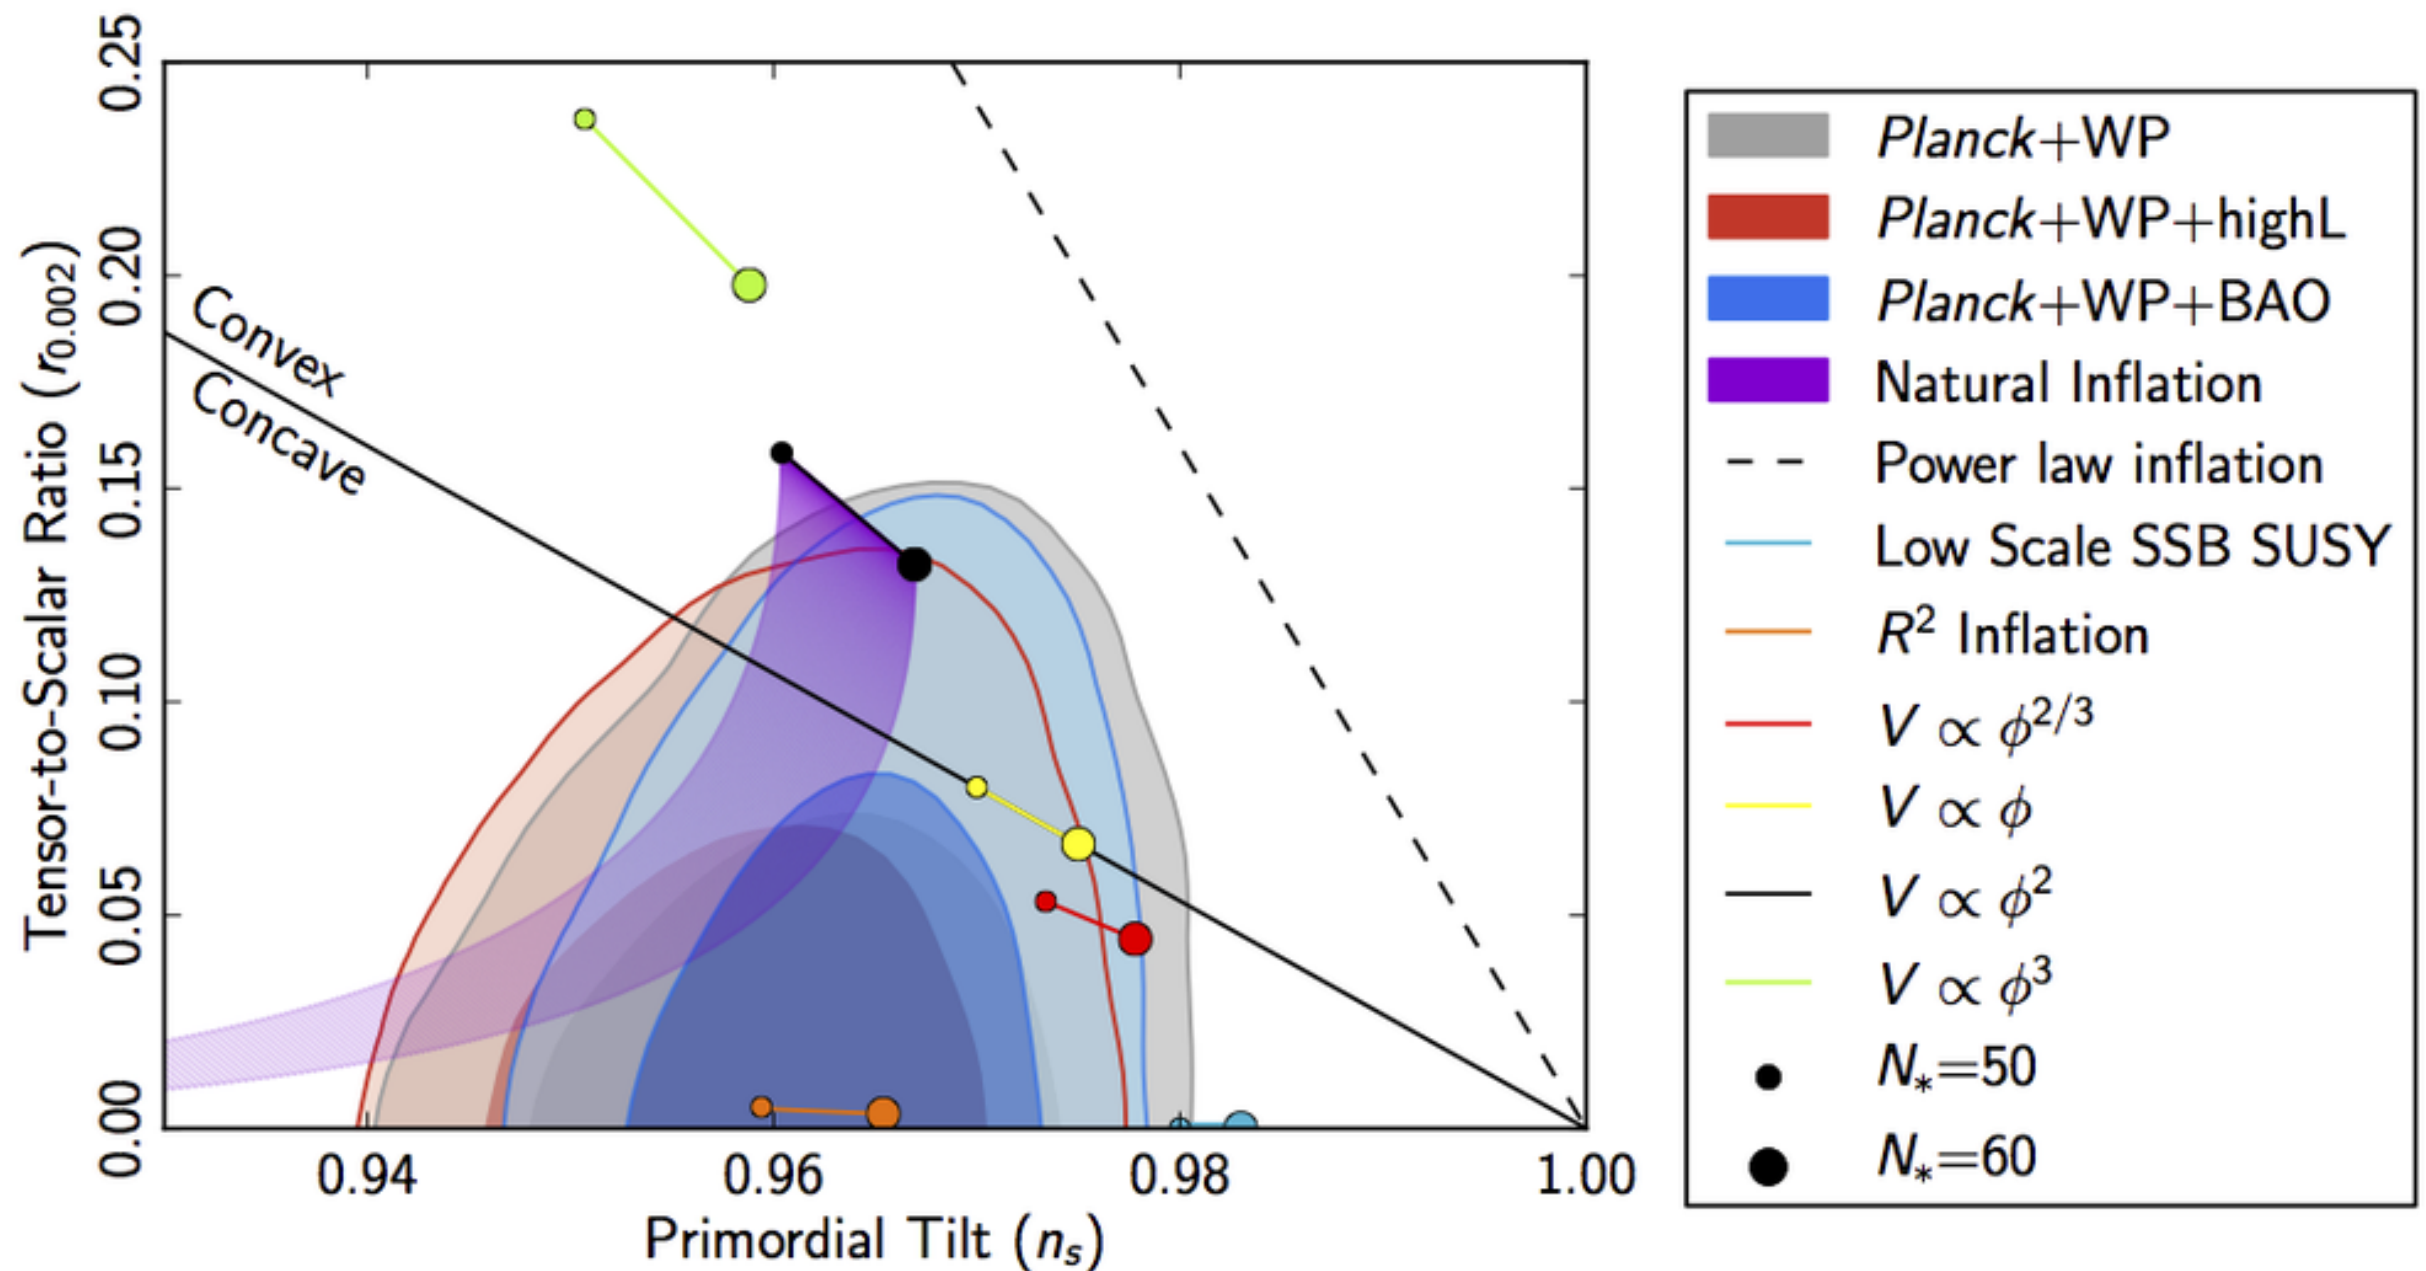 0.25
0.20
0.15
0.10
0.05
0.00
Tensor-to-Scalar Ratio (r0.002)
Convex
Concave
0.94
0.96
0.98
1.00
Primordial Tilt (ns)
Planck+WP
Planck+WP+highL
Planck+WP+BAO
Natural Inflation
Power law inflation
Low Scale SSB SUSY
R² Inflation
V ∝ ϕ^2/3
V ∝ ϕ
V ∝ ϕ²
V ∝ ϕ³
N*=50
N*=60